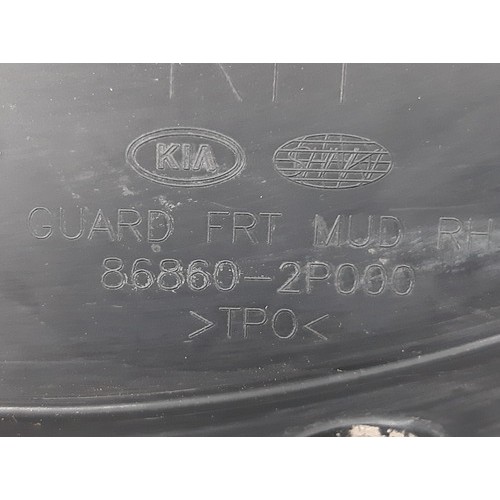 KIA
GUARD FRT MUD RH
86860-2P000
>TPO<